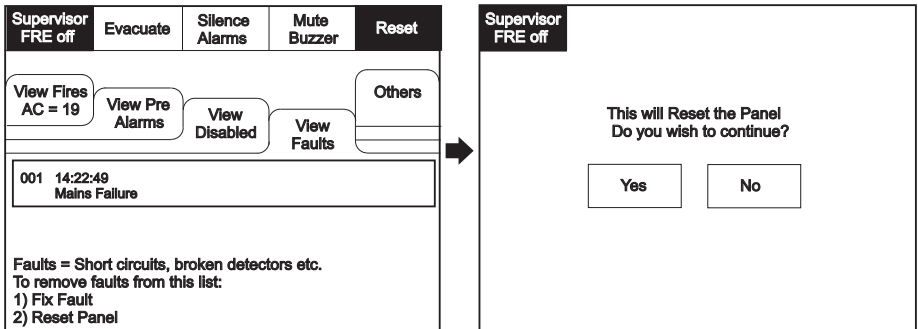 Supervisor
FRE off
Evacuate
Silence
Alarms
Mute
Buzzer
Reset
View Fires
AC = 19
View Pre
Alarms
View
Disabled
View
Faults
Others
001 14:22:49
Mains Failure
Faults = Short circuits, broken detectors etc.
To remove faults from this list:
1) Fix Fault
2) Reset Panel
Supervisor
FRE off
This will Reset the Panel
Do you wish to continue?
Yes
No